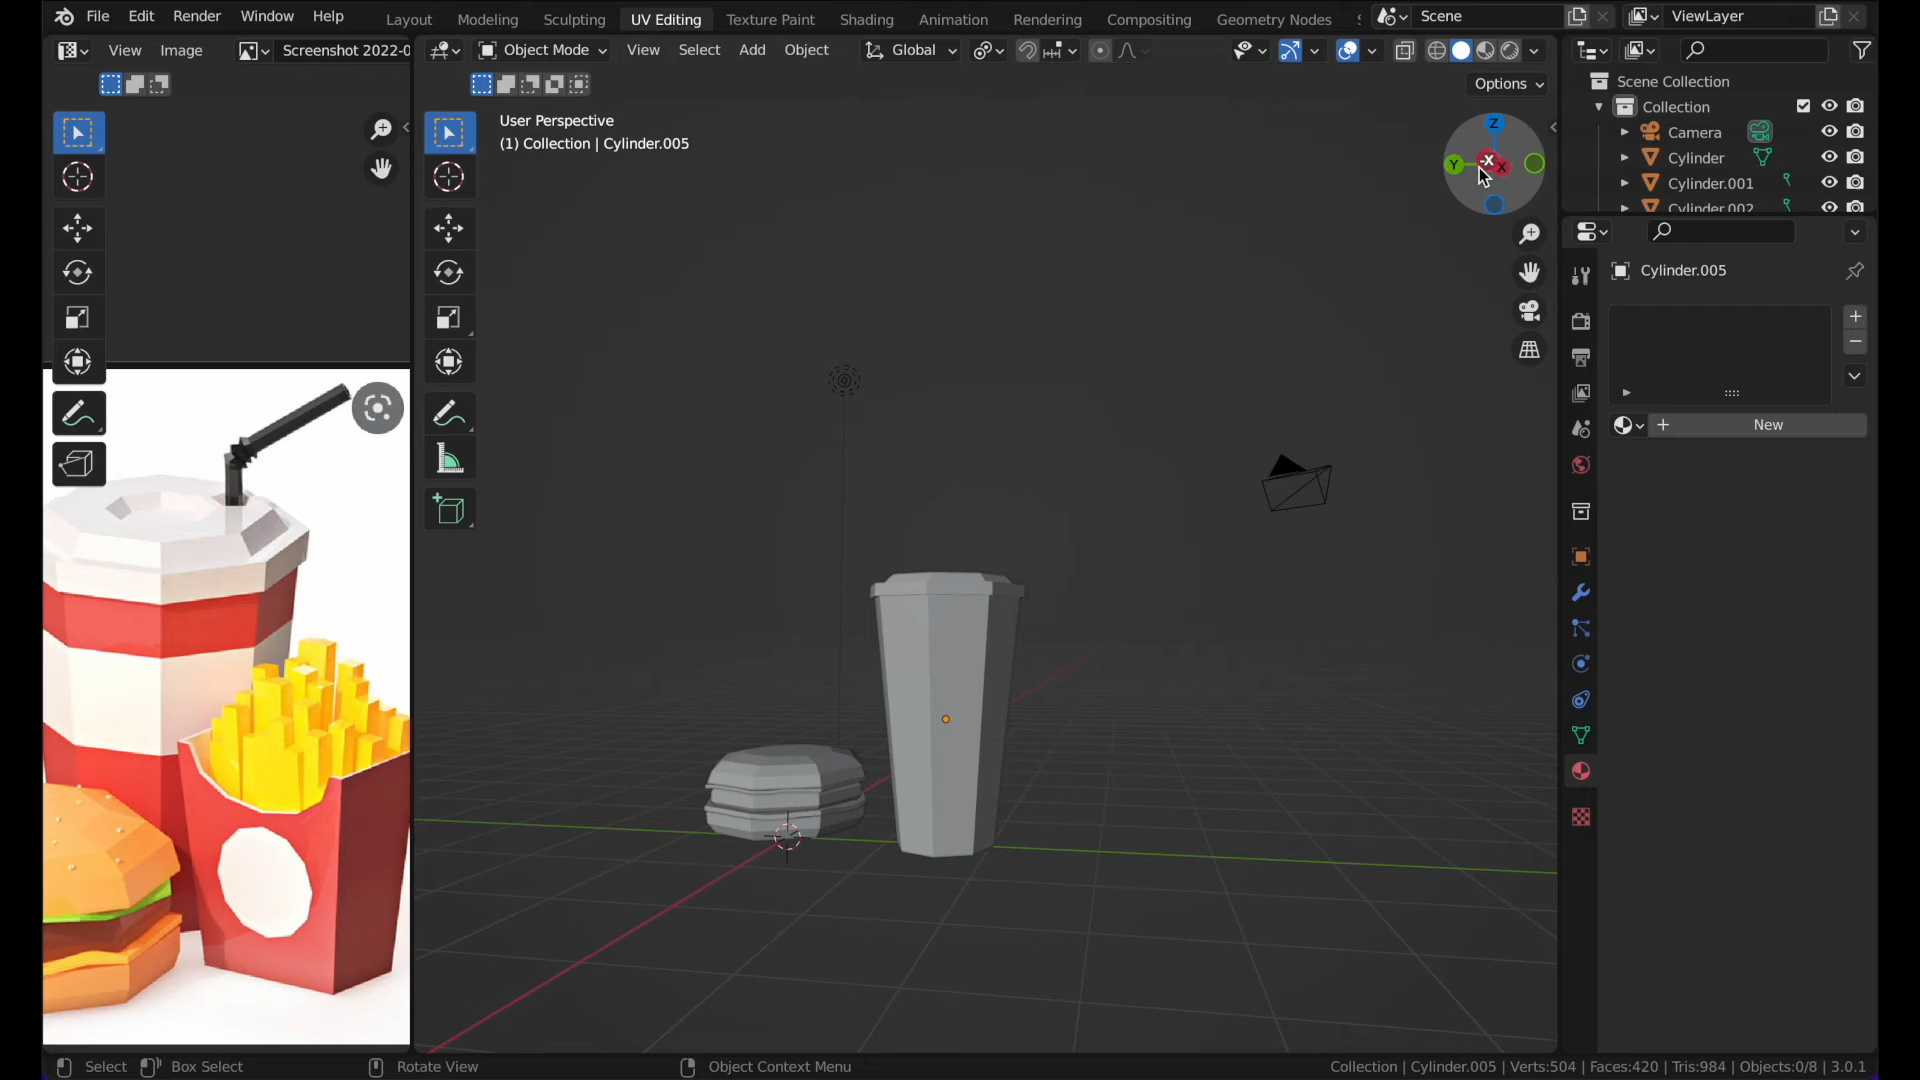 File Edit Render Window Help Layout Modeling Sculpting UV Editing Texture Paint Shading Animation Rendering Compositing Geometry Nodes Scene ViewLayer
View Image Screenshot 2022-0 Object Mode View Select Add Object Global
Options
User Perspective
(1) Collection | Cylinder.005
Z
Y
-X
X
Scene Collection
Collection
Camera
Cylinder
Cylinder.001
Cylinder.002
Cylinder.005
New
Select Box Select Rotate View Object Context Menu Collection | Cylinder.005 | Verts:504 | Faces:420 | Tris:984 | Objects:0/8 | 3.0.1